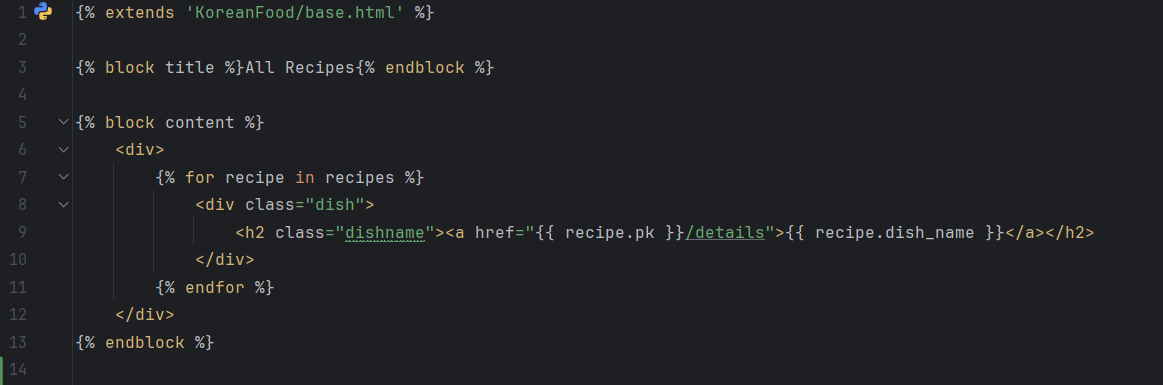 1 {% extends 'KoreanFood/base.html' %}
2
3 {% block title %}All Recipes{% endblock %}
4
5 {% block content %}
6     <div>
7         {% for recipe in recipes %}
8             <div class="dish">
9                 <h2 class="dishname"><a href="{{ recipe.pk }}/details">{{ recipe.dish_name }}</a></h2>
10             </div>
11         {% endfor %}
12     </div>
13 {% endblock %}
14